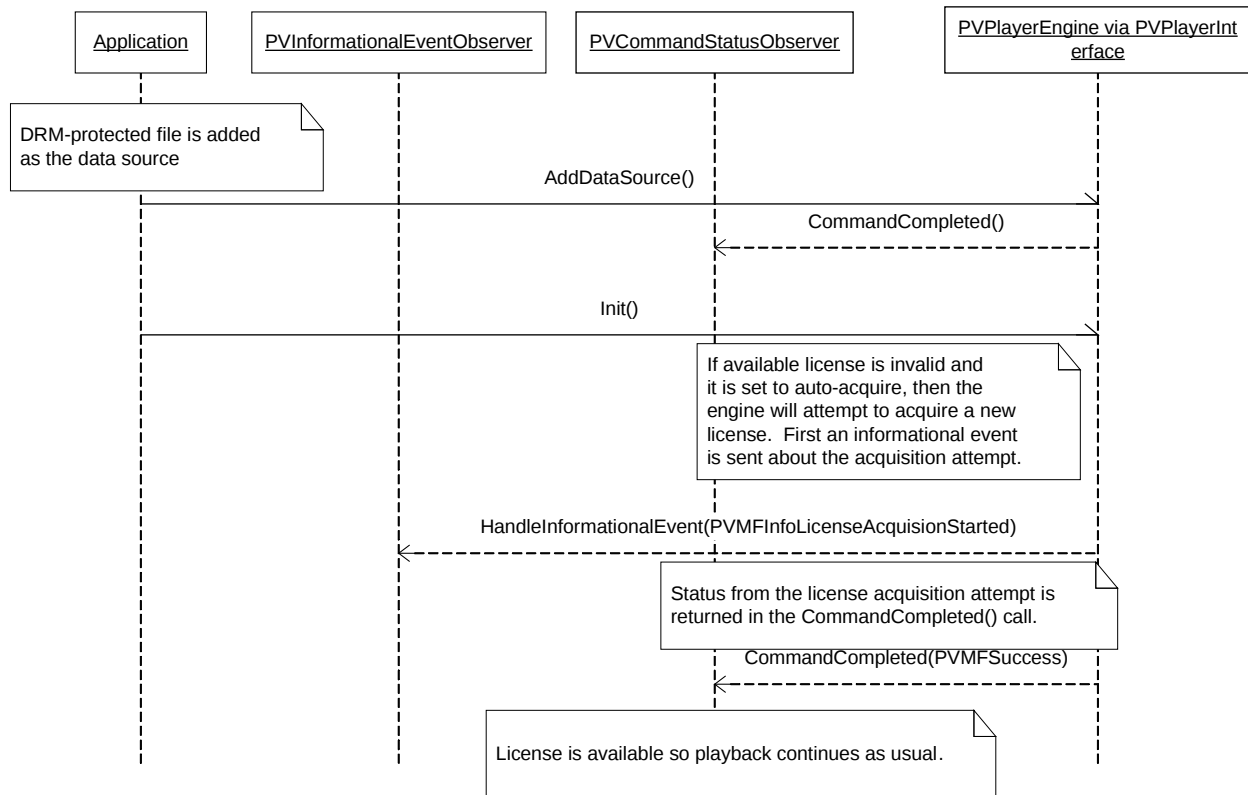 Application
PVInformationalEventObserver
PVCommandStatusObserver
PVPlayerEngine via PVPlayerInt
erface
DRM-protected file is added
as the data source
AddDataSource()
CommandCompleted()
Init()
If available license is invalid and
it is set to auto-acquire, then the
engine will attempt to acquire a new
license.  First an informational event
is sent about the acquisition attempt.
HandleInformationalEvent(PVMFInfoLicenseAcquisionStarted)
Status from the license acquisition attempt is
returned in the CommandCompleted() call.
CommandCompleted(PVMFSuccess)
License is available so playback continues as usual.